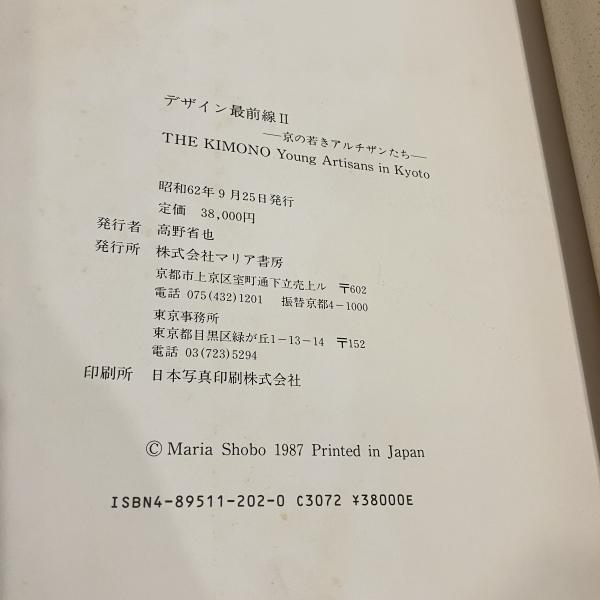 デザイン最前線II
―京の若きアルチザンたち―
THE KIMONO Young Artisans in Kyoto
昭和62年9月25日発行
定価 38,000円
発行者 高野省也
発行所 株式会社マリア書房
京都市上京区室町通下立売上ル 〒602
電話 075(432)1201 振替京都4-1000
東京事務所
東京都目黒区緑が丘1-13-14 〒152
電話 03(723)5294
印刷所 日本写真印刷株式会社
© Maria Shobo 1987 Printed in Japan
ISBN4-89511-202-0 C3072 ¥38000E